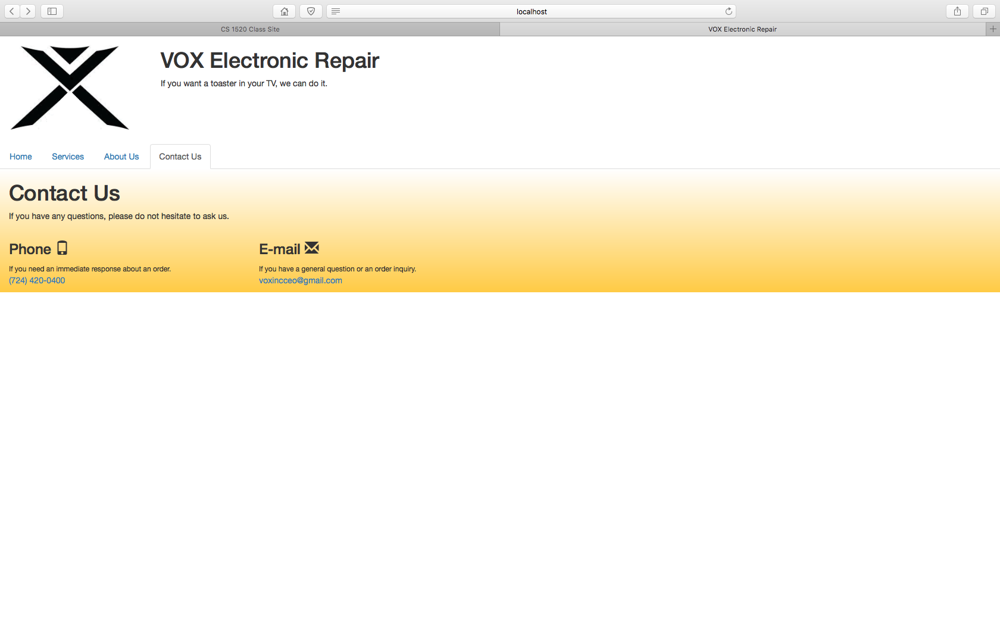 localhost
CS 1520 Class Site
VOX Electronic Repair
VOX Electronic Repair
If you want a toaster in your TV, we can do it.
Home
Services
About Us
Contact Us
Contact Us
If you have any questions, please do not hesitate to ask us.
Phone
If you need an immediate response about an order.
(724) 420-0400
E-mail
If you have a general question or an order inquiry.
voxincceo@gmail.com